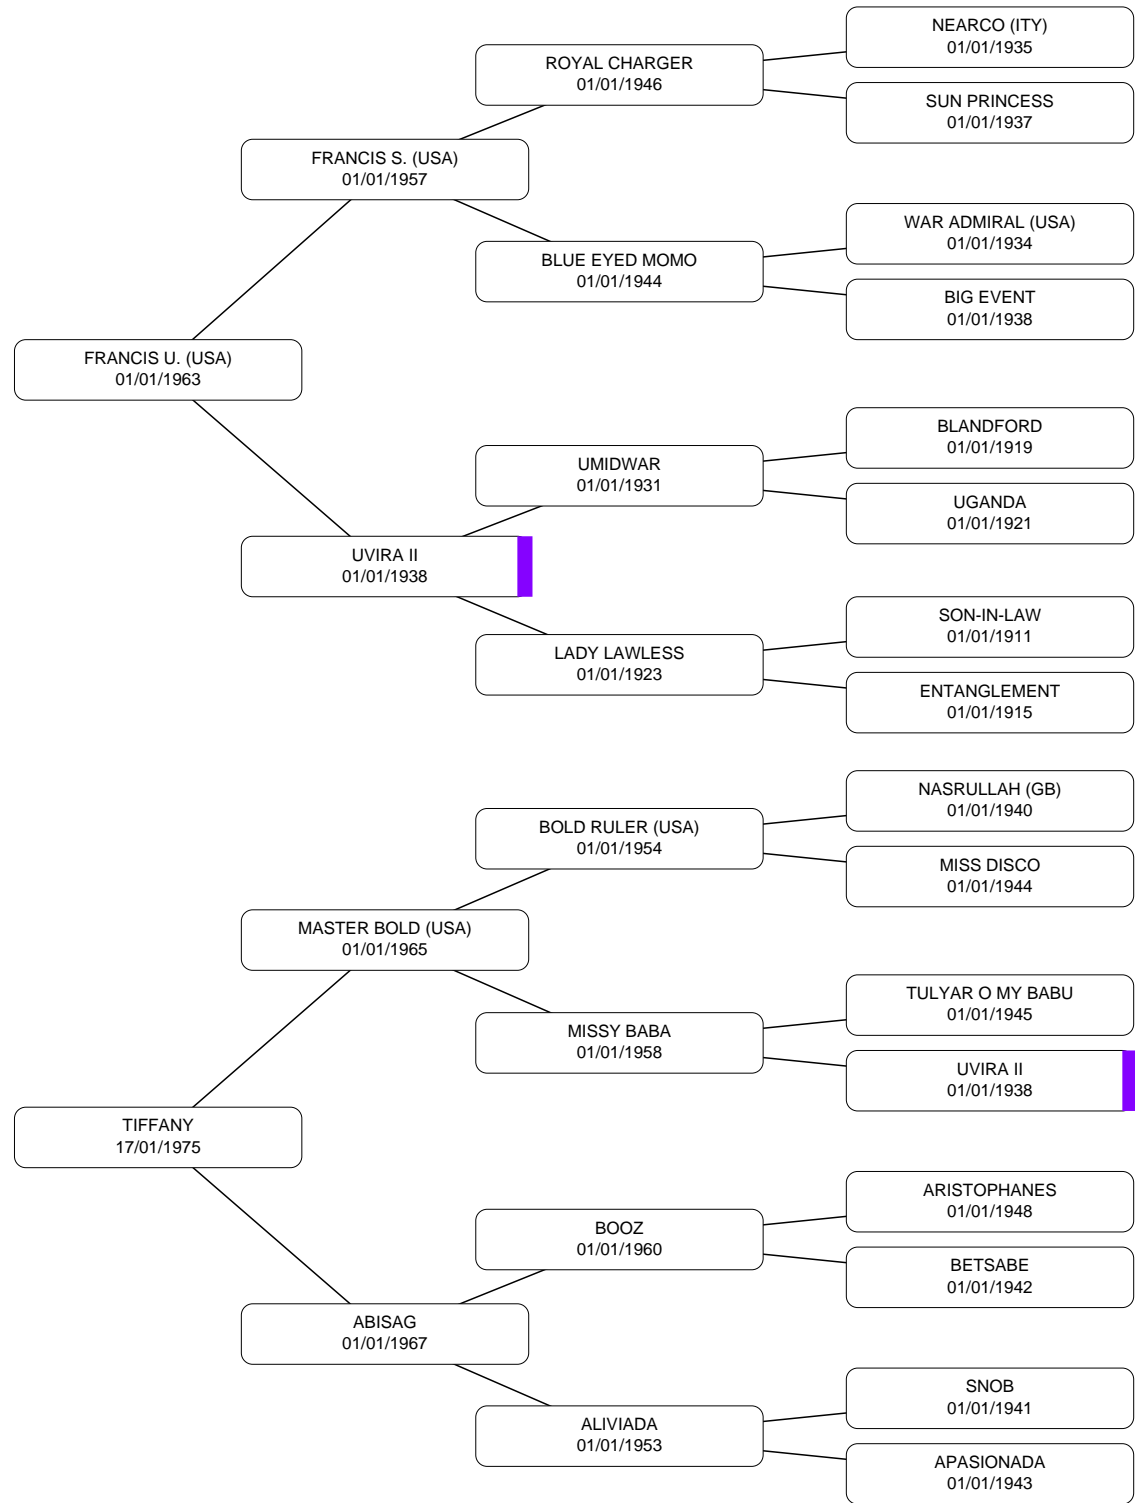 NEARCO (ITY)
01/01/1935
ROYAL CHARGER
01/01/1946
SUN PRINCESS
01/01/1937
FRANCIS S. (USA)
01/01/1957
WAR ADMIRAL (USA)
01/01/1934
BLUE EYED MOMO
01/01/1944
BIG EVENT
01/01/1938
FRANCIS U. (USA)
01/01/1963
BLANDFORD
01/01/1919
UMIDWAR
01/01/1931
UGANDA
01/01/1921
UVIRA II
01/01/1938
SON-IN-LAW
01/01/1911
LADY LAWLESS
01/01/1923
ENTANGLEMENT
01/01/1915
NASRULLAH (GB)
01/01/1940
BOLD RULER (USA)
01/01/1954
MISS DISCO
01/01/1944
MASTER BOLD (USA)
01/01/1965
TULYAR O MY BABU
01/01/1945
MISSY BABA
01/01/1958
UVIRA II
01/01/1938
TIFFANY
17/01/1975
ARISTOPHANES
01/01/1948
BOOZ
01/01/1960
BETSABE
01/01/1942
ABISAG
01/01/1967
SNOB
01/01/1941
ALIVIADA
01/01/1953
APASIONADA
01/01/1943